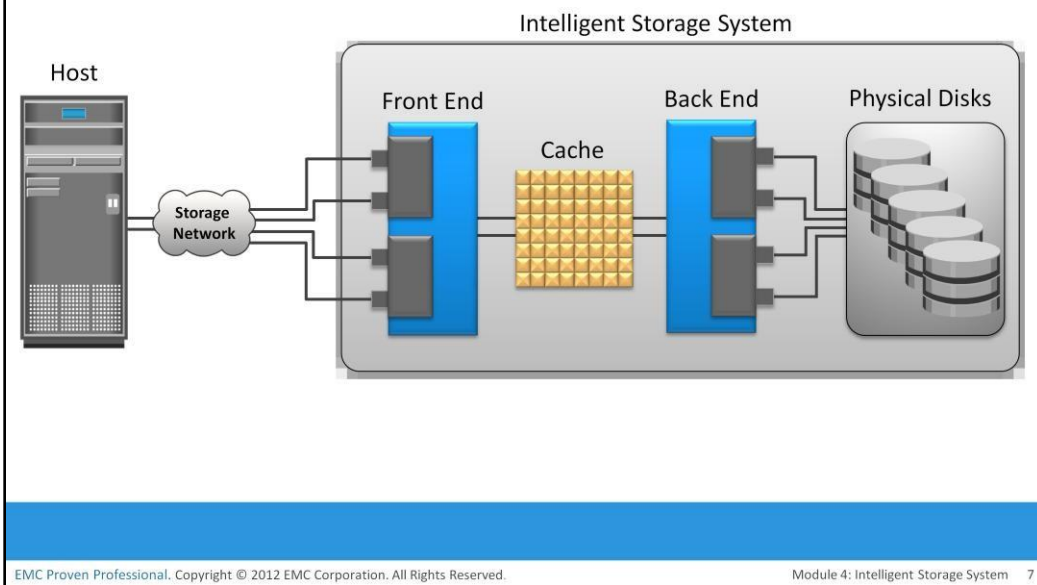 Intelligent Storage System
Host
Front End
Cache
Back End
Physical Disks
Storage
Network
EMC Proven Professional. Copyright © 2012 EMC Corporation. All Rights Reserved.
Module 4: Intelligent Storage System 7